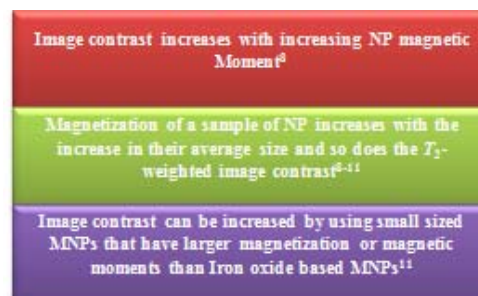 Image contrast increases with increasing NP magnetic
Moment⁸
Magnetization of a sample of NP increases with the
increase in their average size and so does the T₂-
weighted image contrast⁸⁻¹¹
Image contrast can be increased by using small sized
MNPs that have larger magnetization or magnetic
moments than Iron oxide based MNPs¹¹